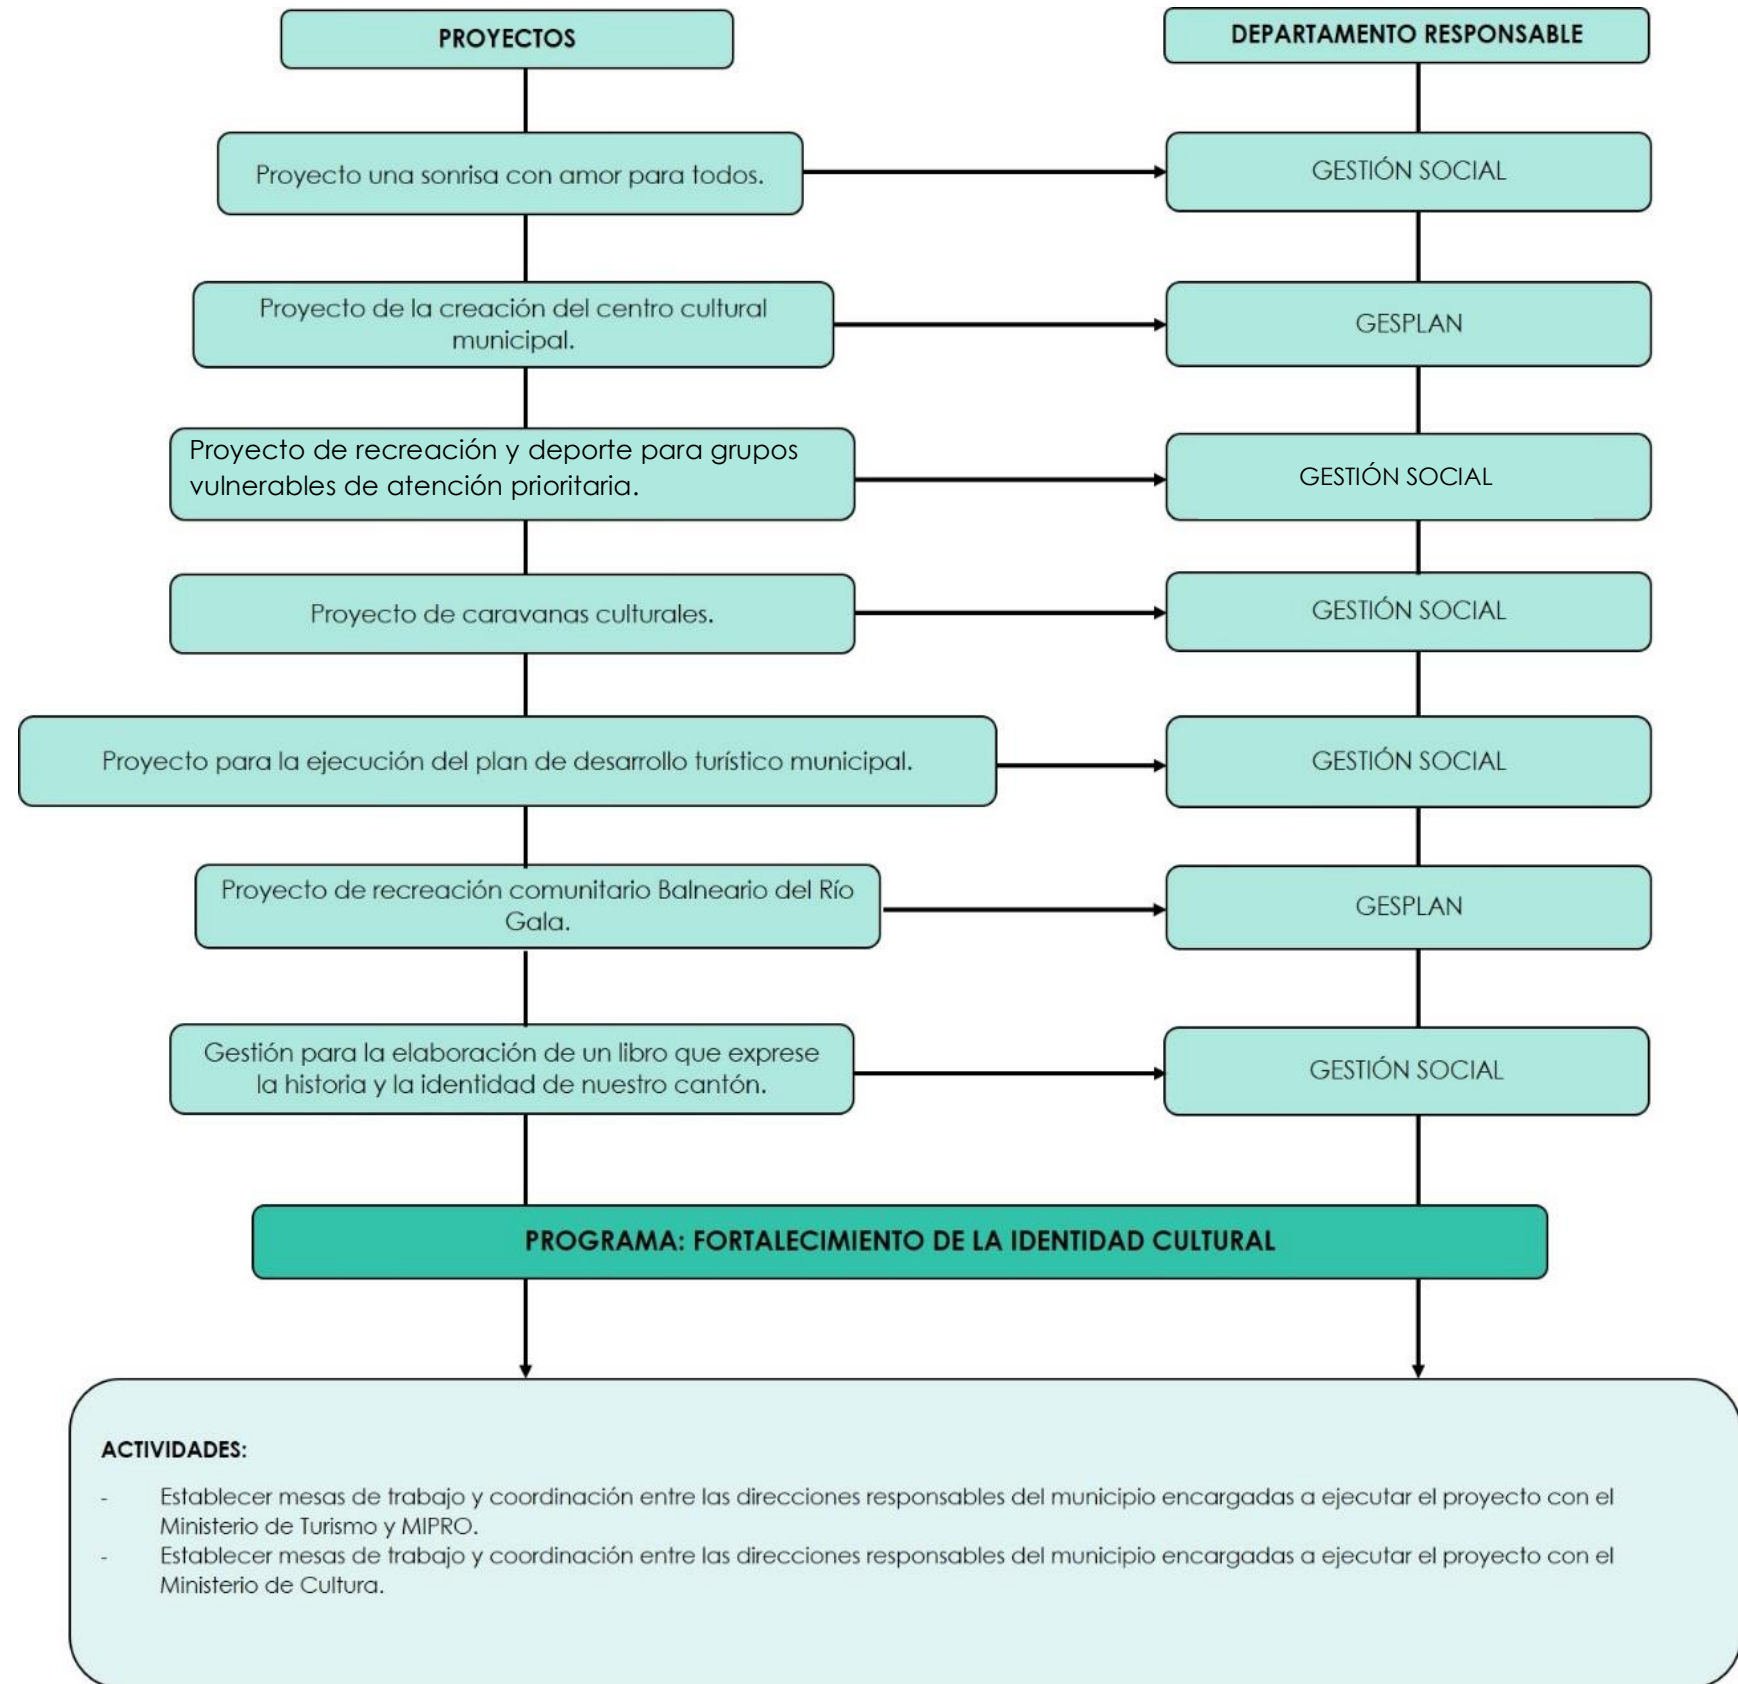 PROYECTOS
DEPARTAMENTO RESPONSABLE
Proyecto una sonrisa con amor para todos.
GESTIÓN SOCIAL
Proyecto de la creación del centro cultural
municipal.
GESPLAN
Proyecto de recreación y deporte para grupos
vulnerables de atención prioritaria.
GESTIÓN SOCIAL
Proyecto de caravanas culturales.
GESTIÓN SOCIAL
Proyecto para la ejecución del plan de desarrollo turístico municipal.
GESTIÓN SOCIAL
Proyecto de recreación comunitario Balneario del Río
Gala.
GESPLAN
Gestión para la elaboración de un libro que exprese
la historia y la identidad de nuestro cantón.
GESTIÓN SOCIAL
PROGRAMA: FORTALECIMIENTO DE LA IDENTIDAD CULTURAL
ACTIVIDADES:
- Establecer mesas de trabajo y coordinación entre las direcciones responsables del municipio encargadas a ejecutar el proyecto con el
Ministerio de Turismo y MIPRO.
- Establecer mesas de trabajo y coordinación entre las direcciones responsables del municipio encargadas a ejecutar el proyecto con el
Ministerio de Cultura.